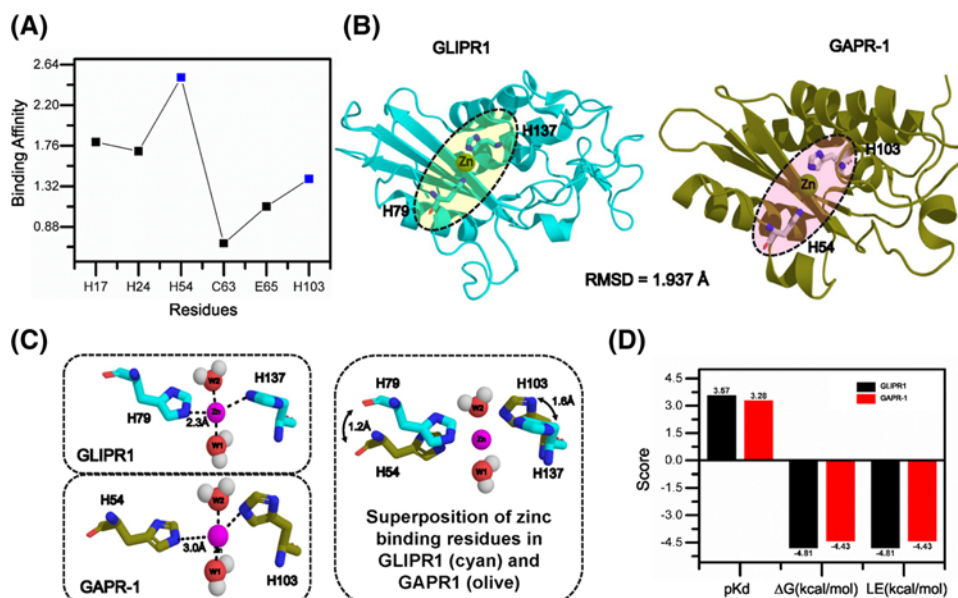 (A)
Binding Affinity
2.64
2.20
1.76
1.32
0.88
H17 H24 H54 C63 E65 H103
Residues
(B)
GLIPR1
GAPR-1
H137
Zn
H79
H103
Zn
H54
RMSD = 1.937 Å
(C)
W2
H79
Zn
H137
2.3Å
W1
GLIPR1
H54
W2
3.0Å
Zn
W1
H103
GAPR-1
H79
H103
W2
1.6Å
1.2Å
Zn
H54
W1
H137
Superposition of zinc
binding residues in
GLIPR1 (cyan) and
GAPR1 (olive)
(D)
Score
4.5
3.0
1.5
0.0
-1.5
-3.0
-4.5
3.57
3.28
GLIPR1
GAPR-1
-4.81
-4.43
-4.81
-4.43
pKd ΔG(kcal/mol) LE(kcal/mol)